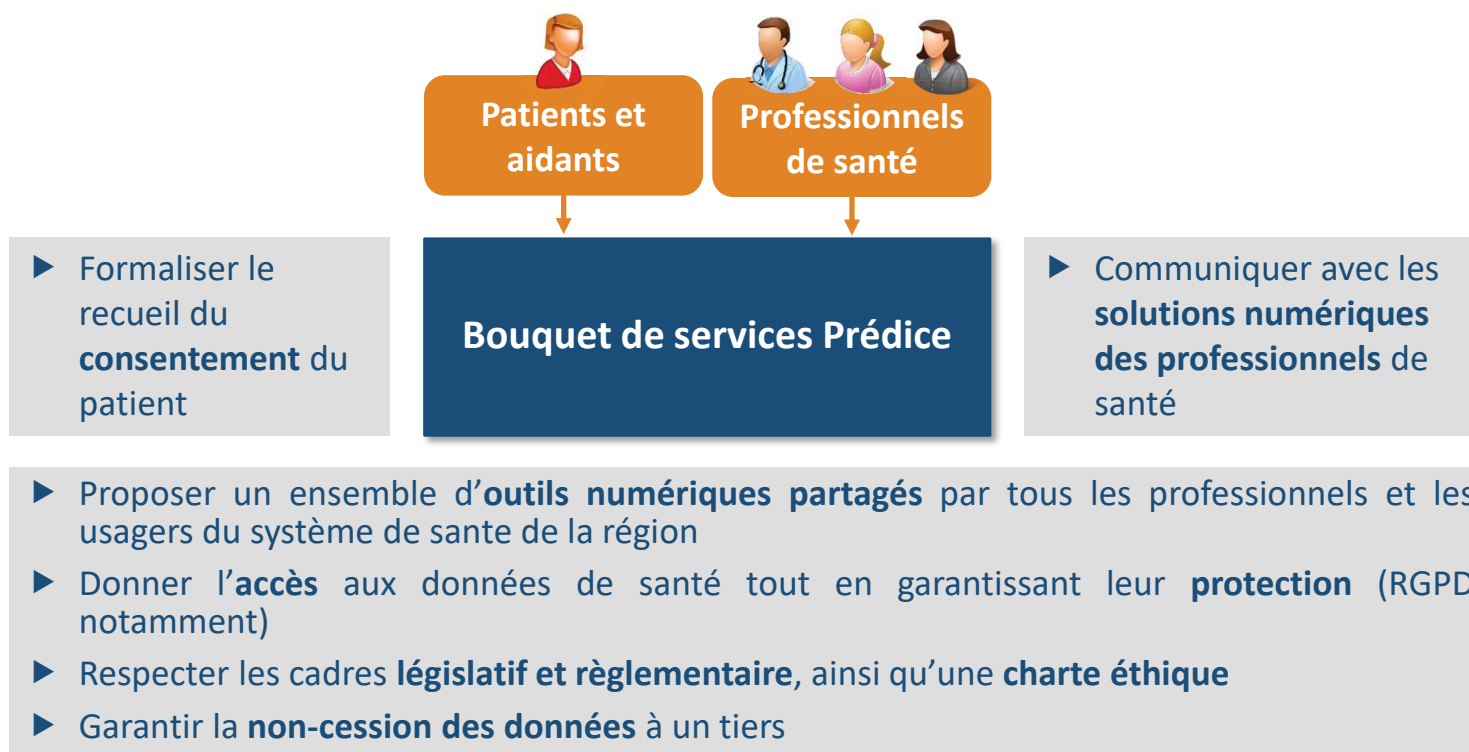 Patients et
aidants
Professionnels
de santé
Formaliser le
recueil du
consentement du
patient
Bouquet de services Prédice
Communiquer avec les
solutions numériques
des professionnels de
santé
Proposer un ensemble d’outils numériques partagés par tous les professionnels et les
usagers du système de sante de la région
Donner l’accès aux données de santé tout en garantissant leur protection (RGPD
notamment)
Respecter les cadres législatif et règlementaire, ainsi qu’une charte éthique
Garantir la non-cession des données à un tiers